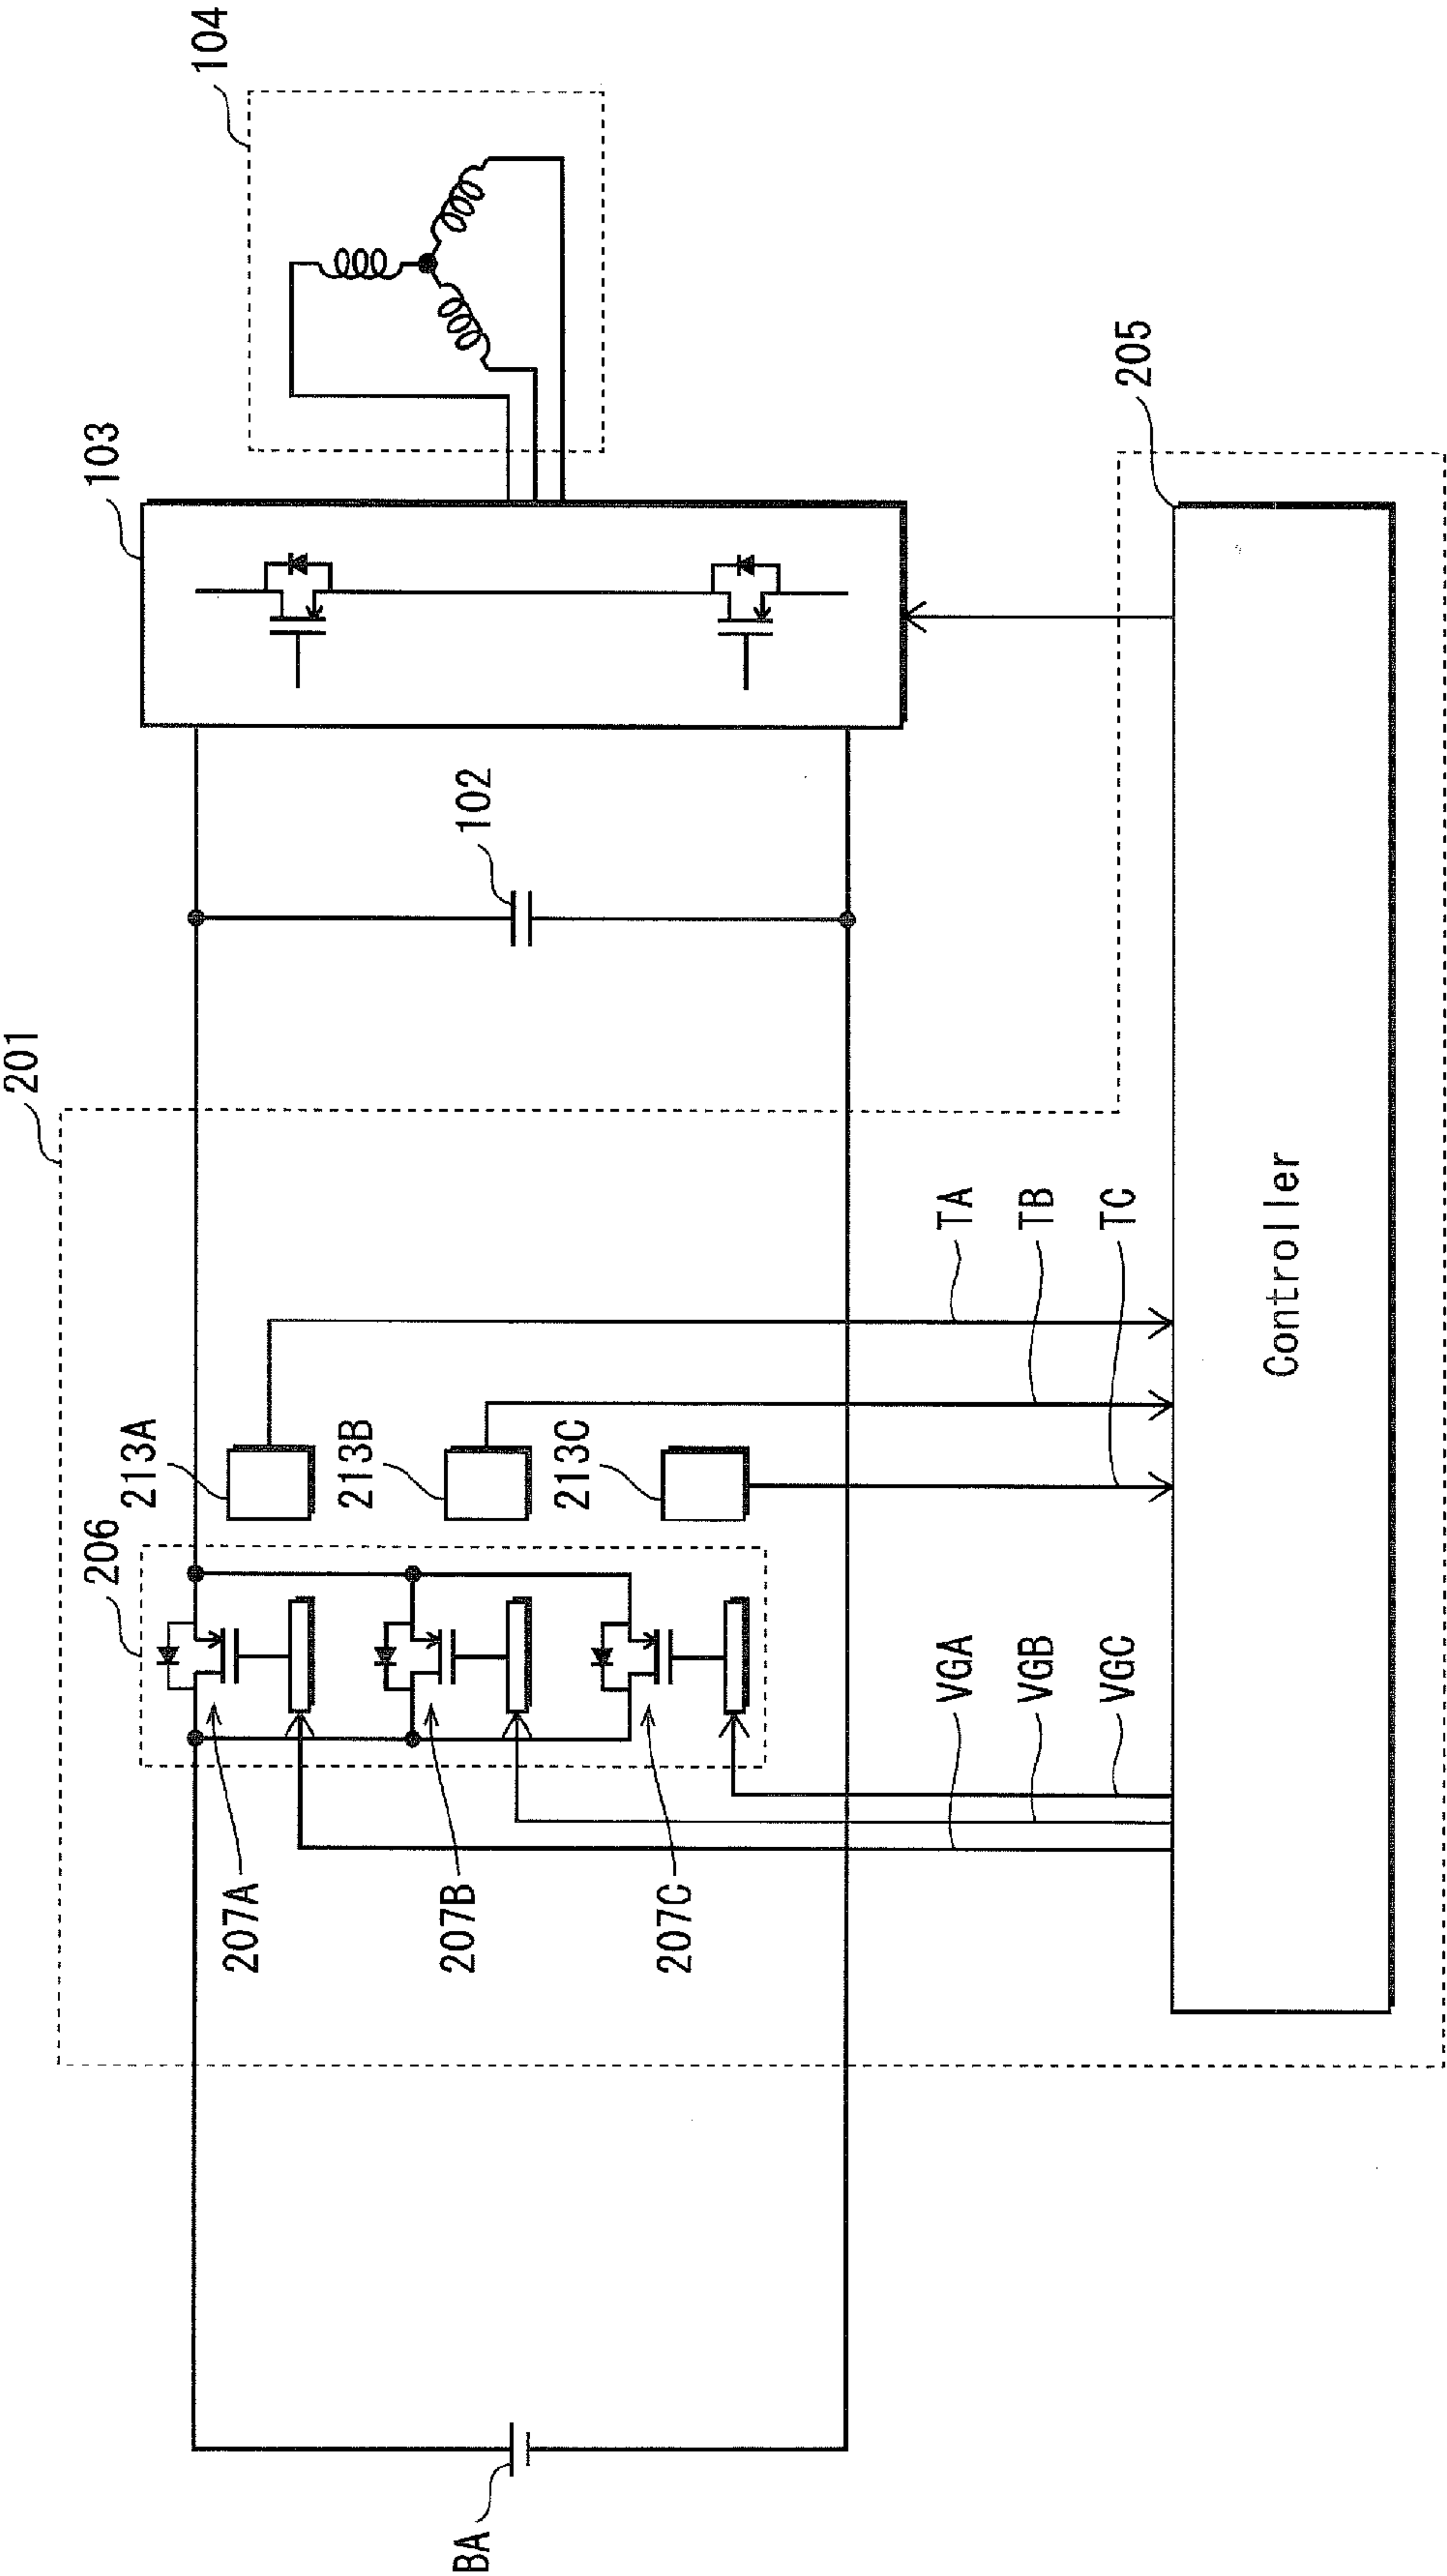 201
206
213A
213B
213C
207A
207B
207C
BA
102
103
104
TA
TB
TC
VGA
VGB
VGC
205
Controller